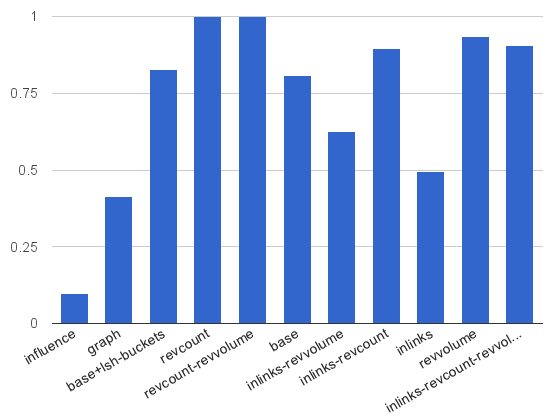 1
0.75
0.5
0.25
0
influence
graph
base+lsh-buckets
revcount
revcount-revvolume
base
inlinks-revvolume
inlinks-revcount
inlinks
revvolume
inlinks-revcount-revvol...